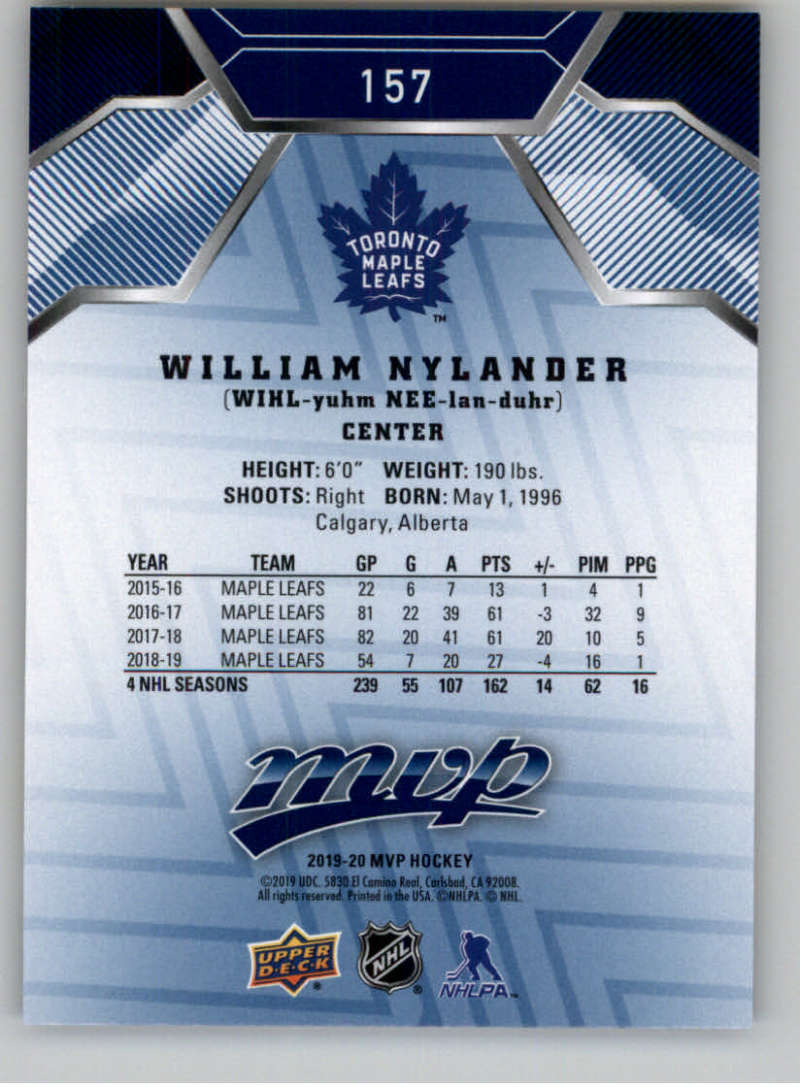 157
TORONTO
MAPLE
LEAFS
TM
WILLIAM NYLANDER
(WIHL-yuhm NEE-lan-duhr)
CENTER
HEIGHT: 6'0" WEIGHT: 190 lbs.
SHOOTS: Right BORN: May 1, 1996
Calgary, Alberta
YEAR TEAM GP G A PTS +/- PIM PPG
2015-16 MAPLE LEAFS 22 6 7 13 1 4 1
2016-17 MAPLE LEAFS 81 22 39 61 -3 32 9
2017-18 MAPLE LEAFS 82 20 41 61 20 10 5
2018-19 MAPLE LEAFS 54 7 20 27 -4 16 1
4 NHL SEASONS 239 55 107 162 14 62 16
mvp
2019-20 MVP HOCKEY
©2019 UDC. 5830 El Camino Real, Carlsbad, CA 92008.
All rights reserved. Printed in the USA. ©NHLPA. © NHL.
UPPER
D·E·C·K ®
NHL ®
NHLPA TM